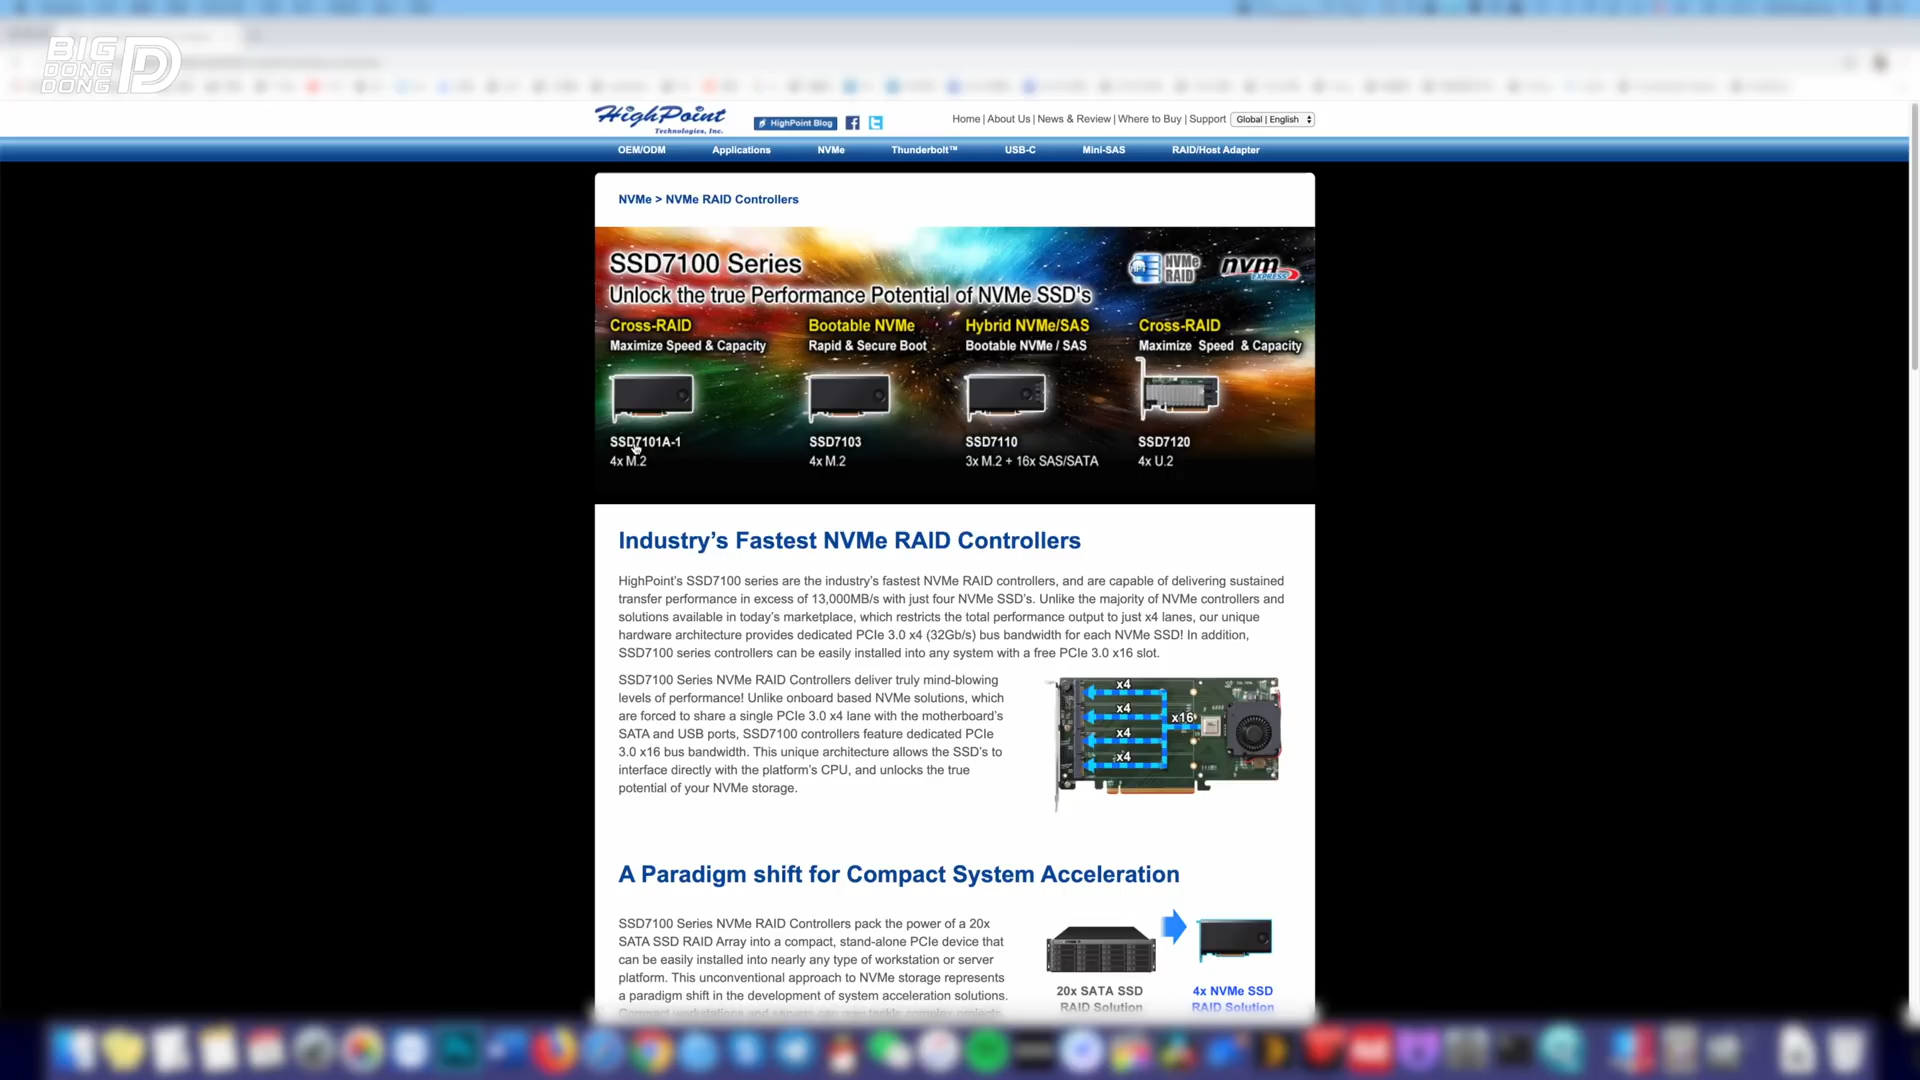 BIG
DONG
DONG
HighPoint
Technologies, Inc.
HighPoint Blog
Home | About Us | News & Review | Where to Buy | Support
Global | English
OEM/ODM
Applications
NVMe
Thunderbolt™
USB-C
Mini-SAS
RAID/Host Adapter
NVMe > NVMe RAID Controllers
SSD7100 Series
Unlock the true Performance Potential of NVMe SSD's
NVMe
RAID
nvm
EXPRESS
Cross-RAID
Maximize Speed & Capacity
SSD7101A-1
4x M.2
Bootable NVMe
Rapid & Secure Boot
SSD7103
4x M.2
Hybrid NVMe/SAS
Bootable NVMe / SAS
SSD7110
3x M.2 + 16x SAS/SATA
Cross-RAID
Maximize Speed & Capacity
SSD7120
4x U.2
Industry’s Fastest NVMe RAID Controllers
HighPoint’s SSD7100 series are the industry’s fastest NVMe RAID controllers, and are capable of delivering sustained
transfer performance in excess of 13,000MB/s with just four NVMe SSD’s. Unlike the majority of NVMe controllers and
solutions available in today’s marketplace, which restricts the total performance output to just x4 lanes, our unique
hardware architecture provides dedicated PCIe 3.0 x4 (32Gb/s) bus bandwidth for each NVMe SSD! In addition,
SSD7100 series controllers can be easily installed into any system with a free PCIe 3.0 x16 slot.
SSD7100 Series NVMe RAID Controllers deliver truly mind-blowing
levels of performance! Unlike onboard based NVMe solutions, which
are forced to share a single PCIe 3.0 x4 lane with the motherboard’s
SATA and USB ports, SSD7100 controllers feature dedicated PCIe
3.0 x16 bus bandwidth. This unique architecture allows the SSD’s to
interface directly with the platform’s CPU, and unlocks the true
potential of your NVMe storage.
x4
x4
x16
x4
x4
A Paradigm shift for Compact System Acceleration
SSD7100 Series NVMe RAID Controllers pack the power of a 20x
SATA SSD RAID Array into a compact, stand-alone PCIe device that
can be easily installed into nearly any type of workstation or server
platform. This unconventional approach to NVMe storage represents
a paradigm shift in the development of system acceleration solutions.
20x SATA SSD
RAID Solution
4x NVMe SSD
RAID Solution